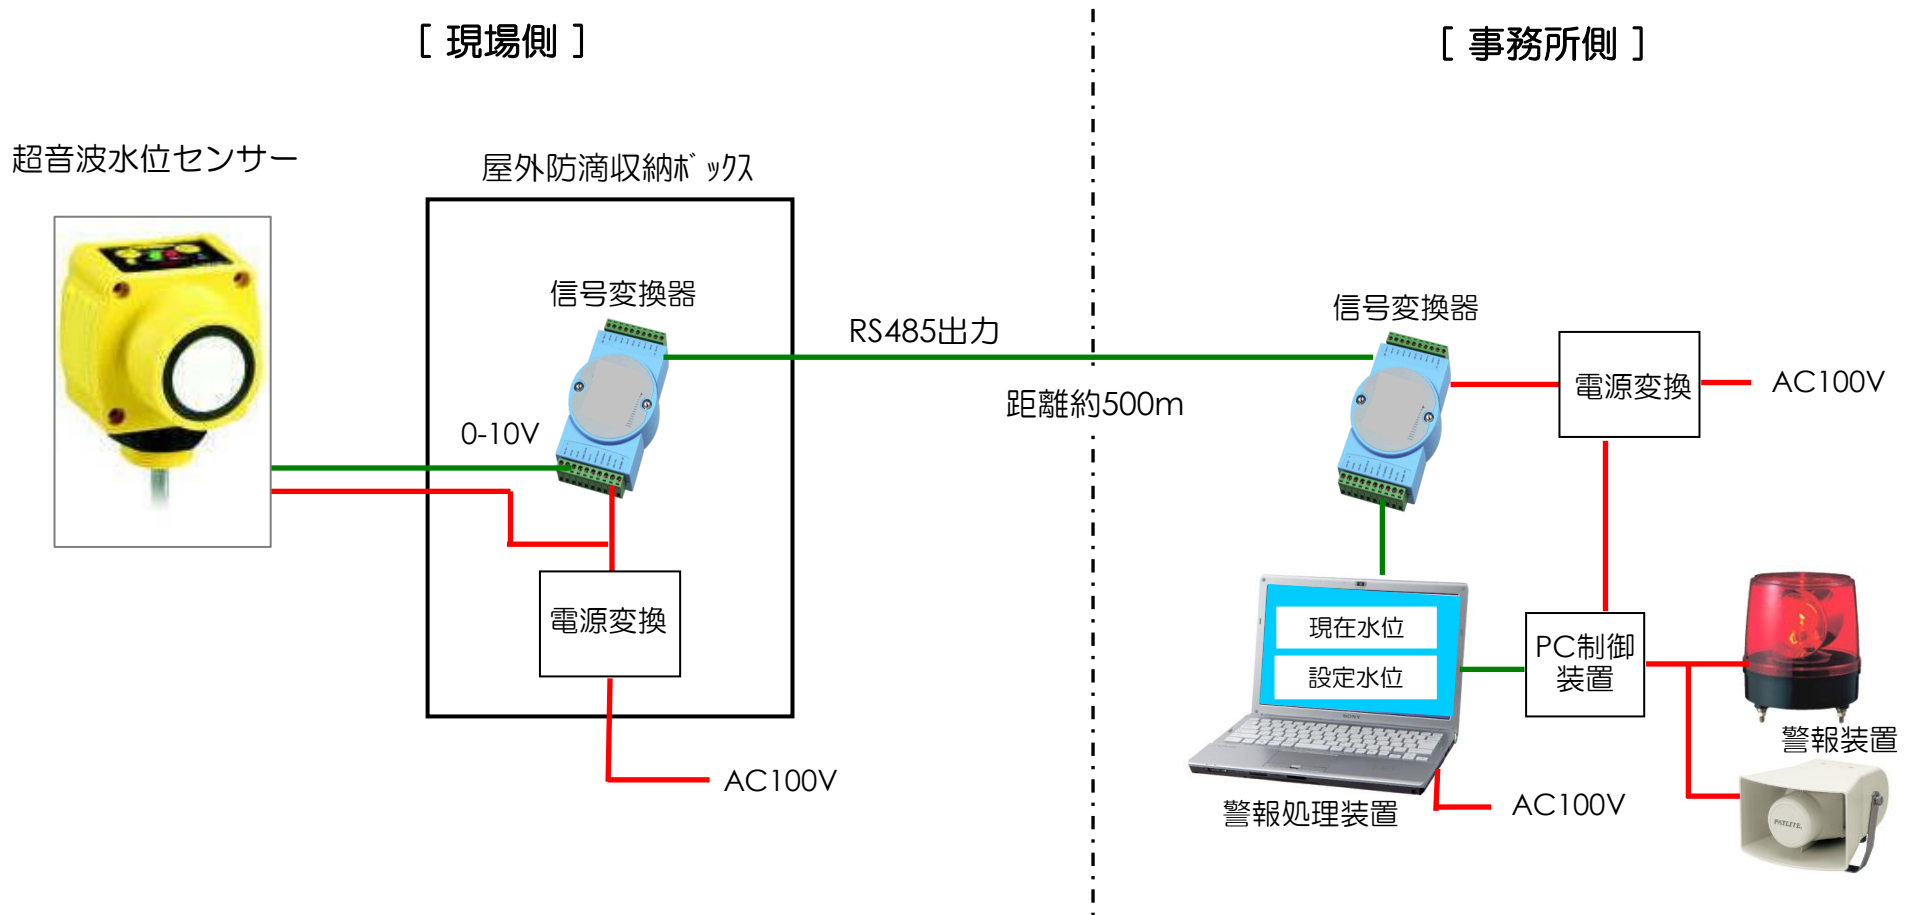 [ 現場側 ]
[ 事務所側 ]
超音波水位センサー
屋外防滴収納ﾎﾞｯｸｽ
信号変換器
信号変換器
RS485出力
電源変換
AC100V
距離約500m
0-10V
電源変換
現在水位
設定水位
PC制御
装置
警報装置
AC100V
警報処理装置
AC100V
PATLITE.
SONY